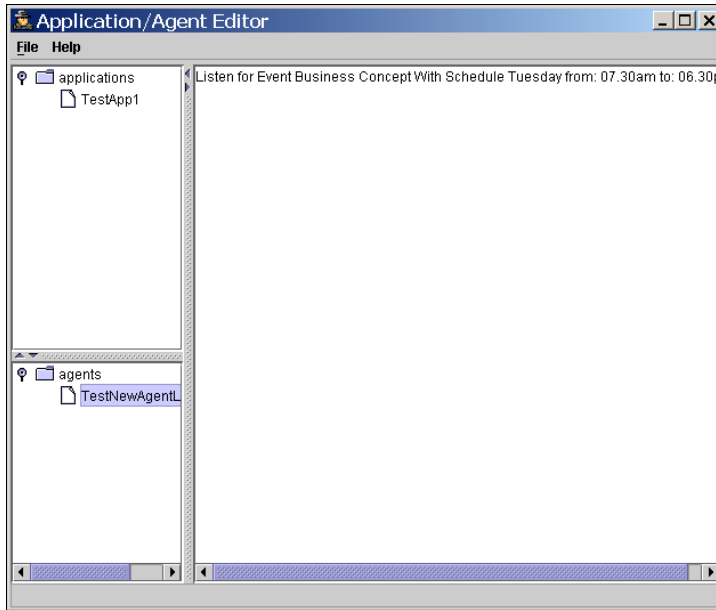 Application/Agent Editor
File Help
applications
TestApp1
Listen for Event Business Concept With Schedule Tuesday from: 07.30am to: 06.30p
agents
TestNewAgentL